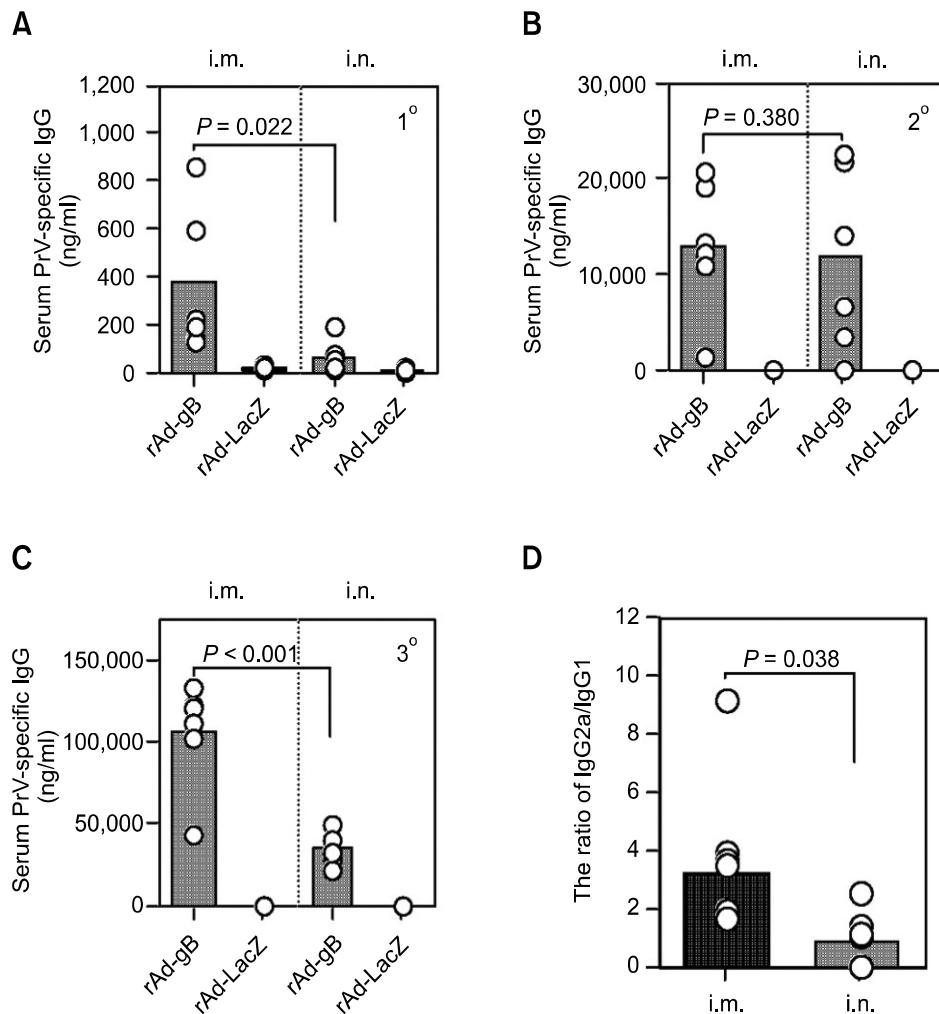 A
i.m. i.n.
Serum PrV-specific IgG
(ng/ml)
1,200
1,000
800
600
400
200
0
P = 0.022
1°
rAd-gB
rAd-LacZ
rAd-gB
rAd-LacZ
B
i.m. i.n.
Serum PrV-specific IgG
(ng/ml)
30,000
20,000
10,000
0
P = 0.380
2°
rAd-gB
rAd-LacZ
rAd-gB
rAd-LacZ
C
i.m. i.n.
Serum PrV-specific IgG
(ng/ml)
150,000
100,000
50,000
0
P < 0.001
3°
rAd-gB
rAd-LacZ
rAd-gB
rAd-LacZ
D
The ratio of IgG2a/IgG1
12
10
8
6
4
2
0
P = 0.038
i.m. i.n.